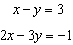 x − y = 3
2x − 3y = −1